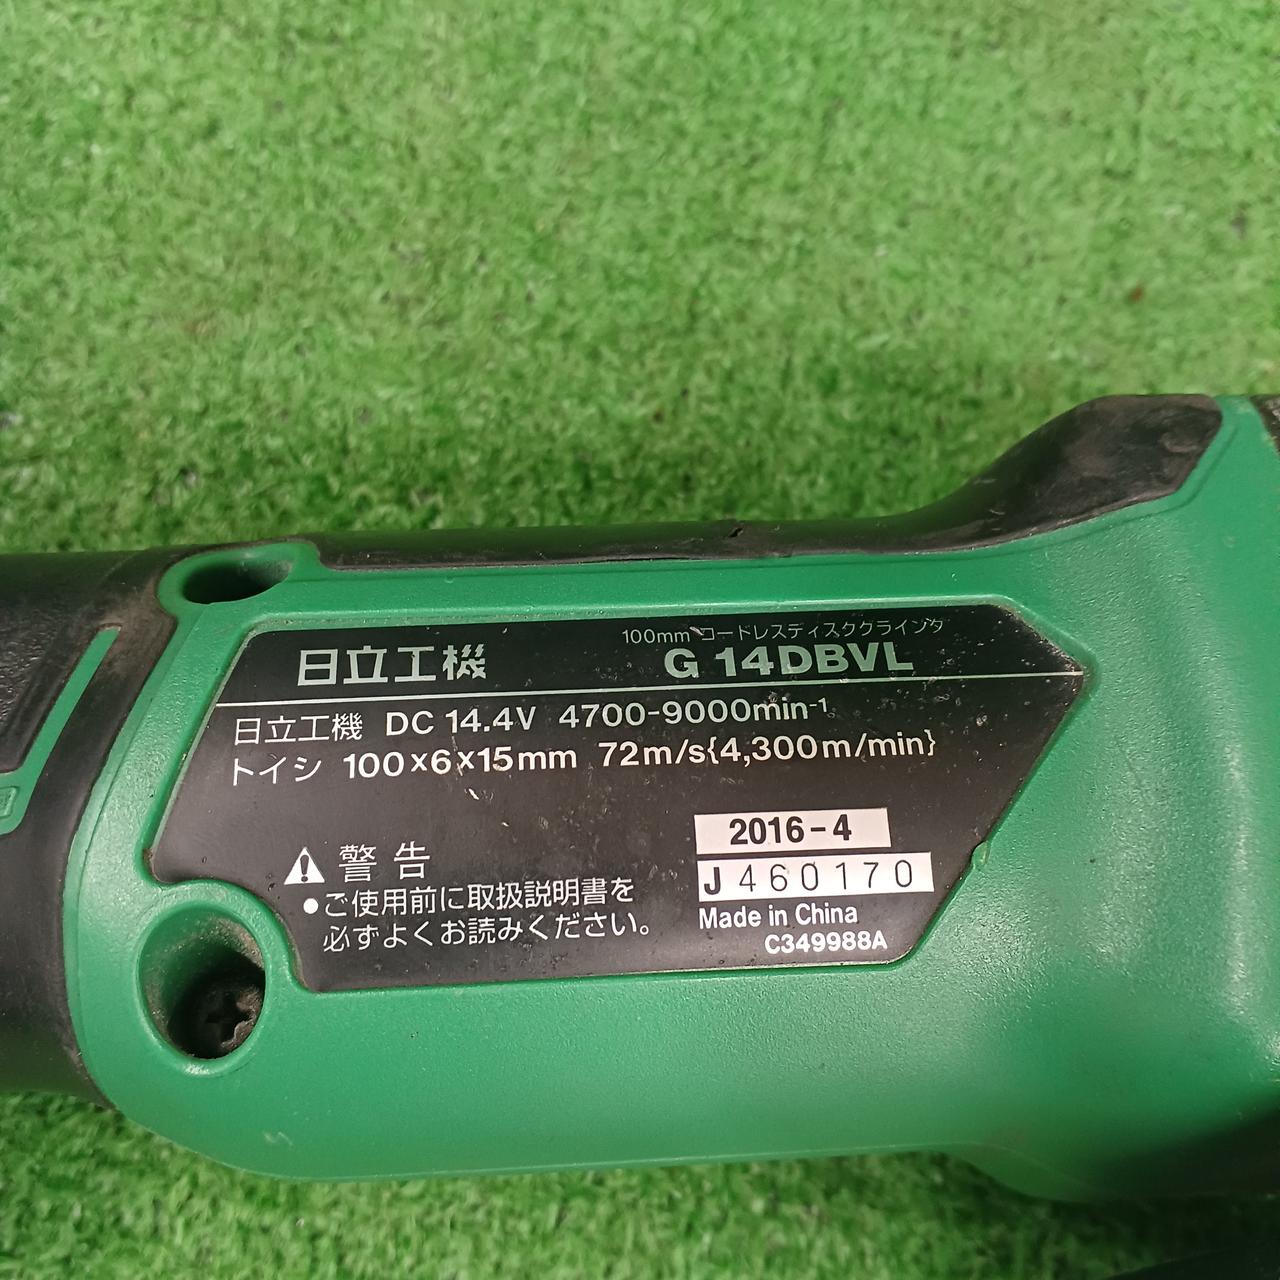 100mm コードレスディスクグラインダ
日立工機 G 14DBVL
日立工機 DC 14.4V 4700-9000min-1
トイシ 100×6×15mm 72m/s{4,300m/min}
⚠ 警告
●ご使用前に取扱説明書を
必ずよくお読みください。
2016-4
J460170
Made in China
C349988A